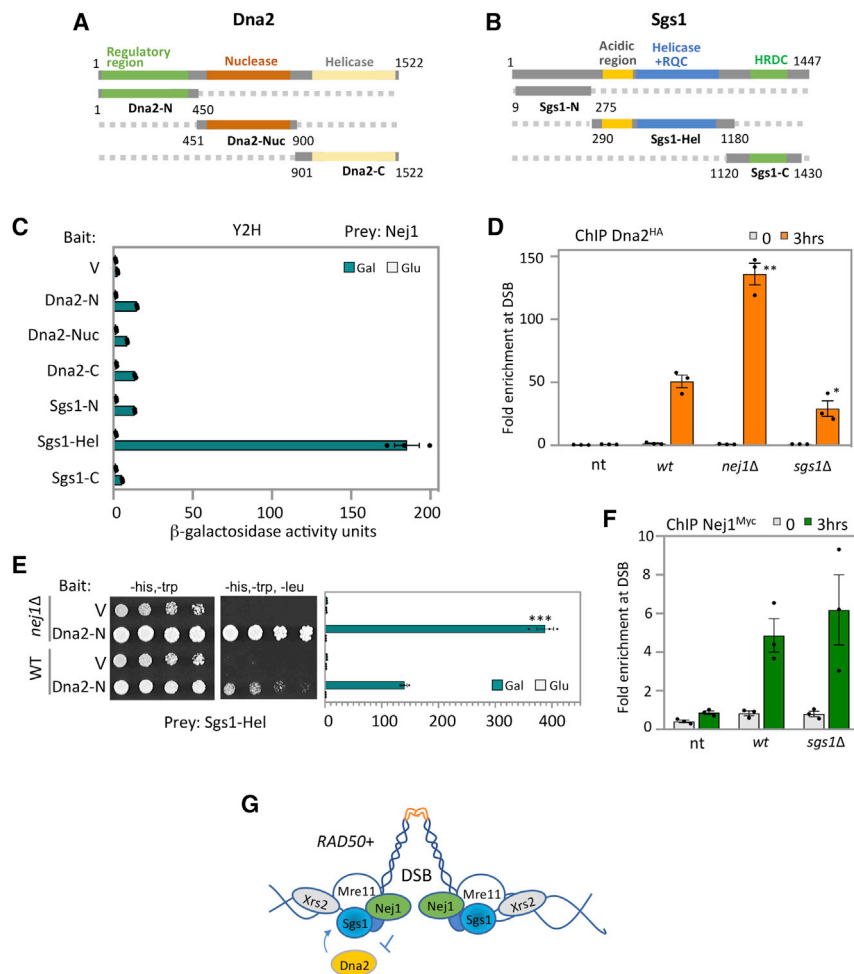 A
Dna2
1
Regulatory
region
Nuclease
Helicase
1522
1
Dna2-N
450
451
Dna2-Nuc
900
901
Dna2-C
1522
B
Sgs1
1
Acidic
region
Helicase
+RQC
HRDC
1447
9
Sgs1-N
275
290
Sgs1-Hel
1180
1120
Sgs1-C
1430
C
Bait:
Y2H
Prey: Nej1
Gal
Glu
V
Dna2-N
Dna2-Nuc
Dna2-C
Sgs1-N
Sgs1-Hel
Sgs1-C
0 50 100 150 200
β-galactosidase activity units
D
ChIP Dna2HA
0
3hrs
Fold enrichment at DSB
150
100
50
0
**
*
nt wt nej1Δ sgs1Δ
E
Bait:
-his,-trp
-his,-trp, -leu
nej1Δ
V
Dna2-N
WT
V
Dna2-N
Prey: Sgs1-Hel
***
Gal
Glu
0 100 200 300 400
F
ChIP Nej1Myc
0
3hrs
Fold enrichment at DSB
10
8
6
4
2
0
nt wt sgs1Δ
G
RAD50+
DSB
Xrs2
Mre11
Nej1
Sgs1
Dna2
Nej1
Mre11
Sgs1
Xrs2